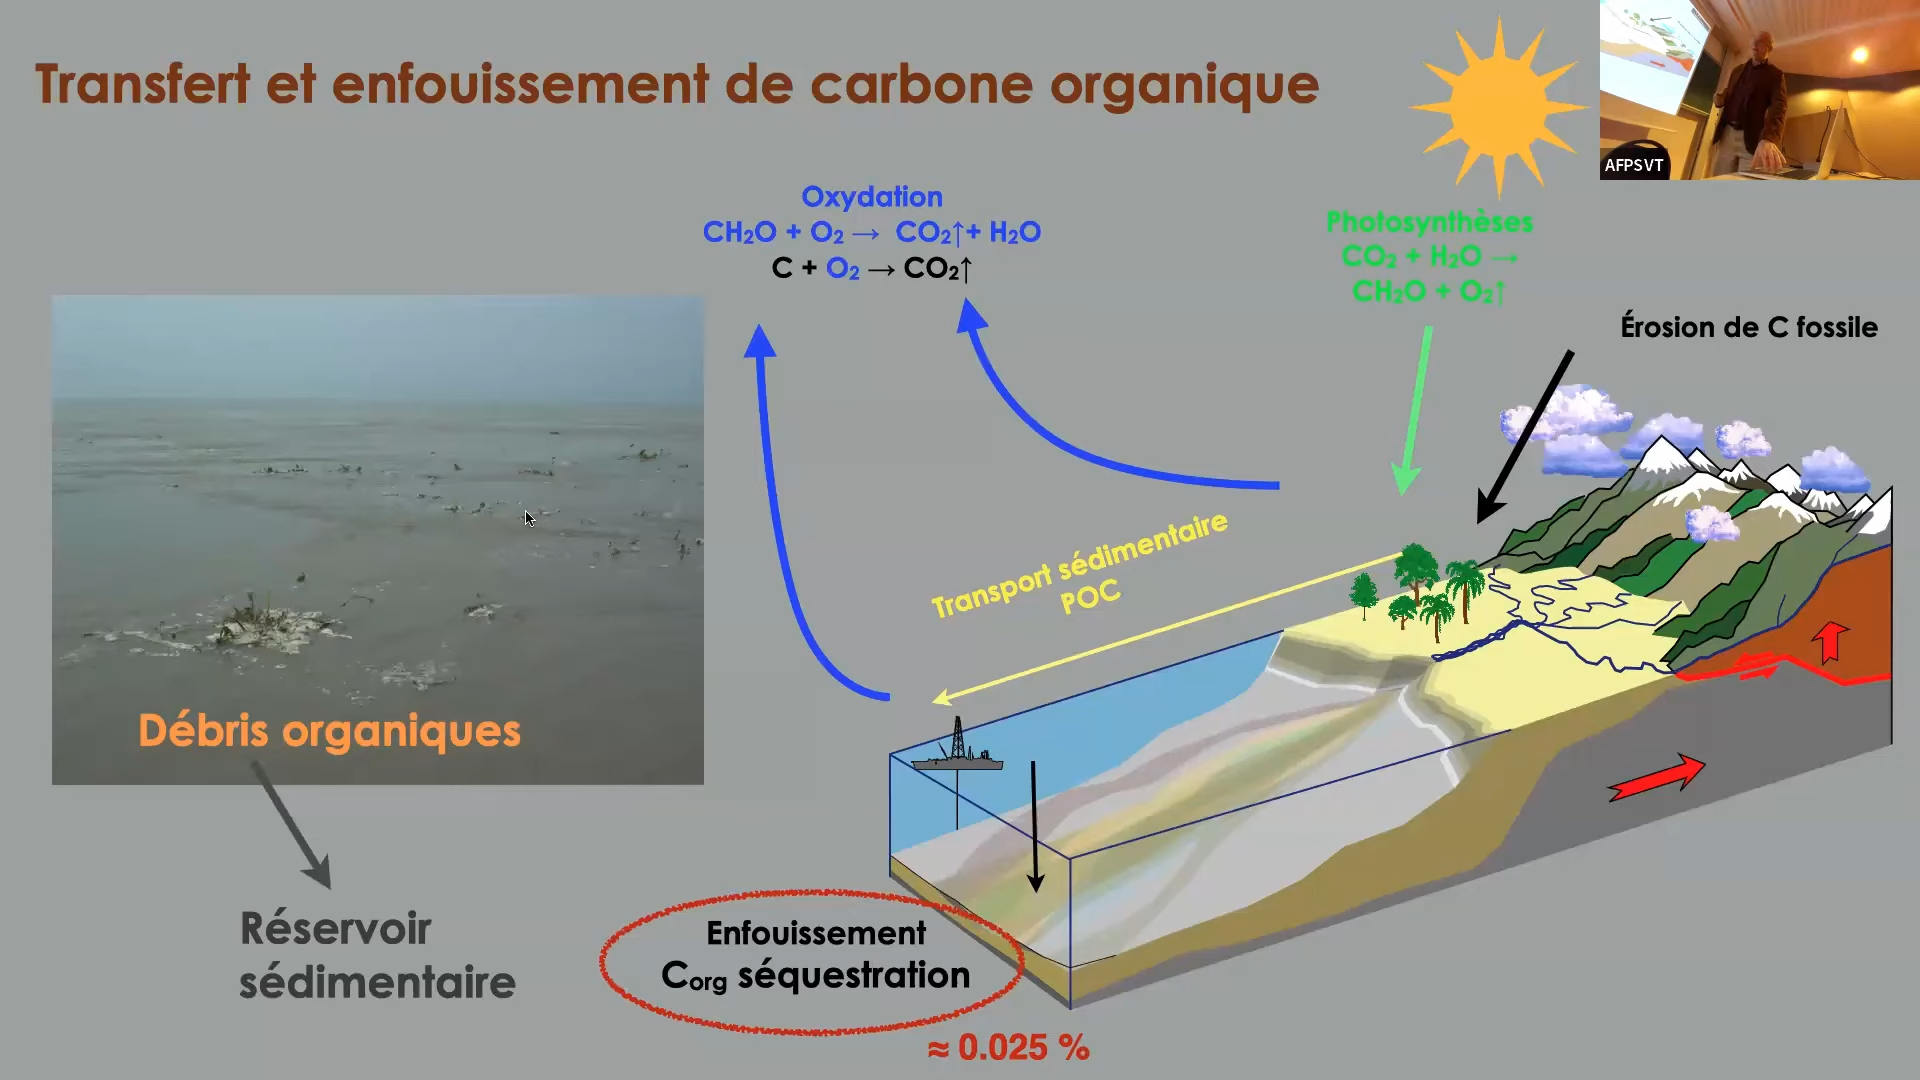 Transfert et enfouissement de carbone organique
AFPSVT
Oxydation
CH₂O + O₂ → CO₂↑+ H₂O
C + O₂ → CO₂↑
Photosynthèses
CO₂ + H₂O →
CH₂O + O₂↑
Érosion de C fossile
Transport sédimentaire
POC
Débris organiques
Réservoir
sédimentaire
Enfouissement
Corg séquestration
≈ 0.025 %